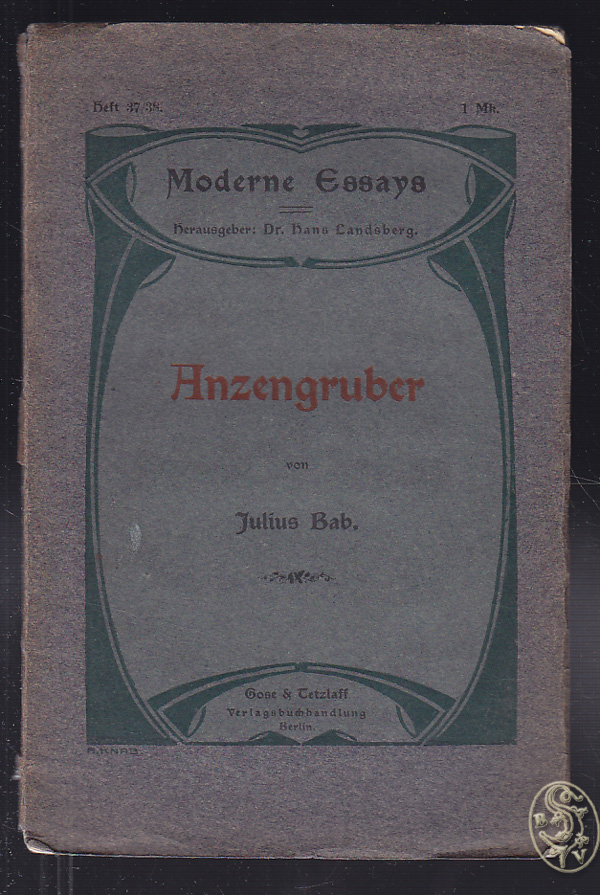 Heft 37/38.
1 Mk.
Moderne Essays
Herausgeber: Dr. Hans Landsberg.
Anzengruber
von
Julius Bab.
Gose & Tetzlaff
Verlagsbuchhandlung
Berlin.